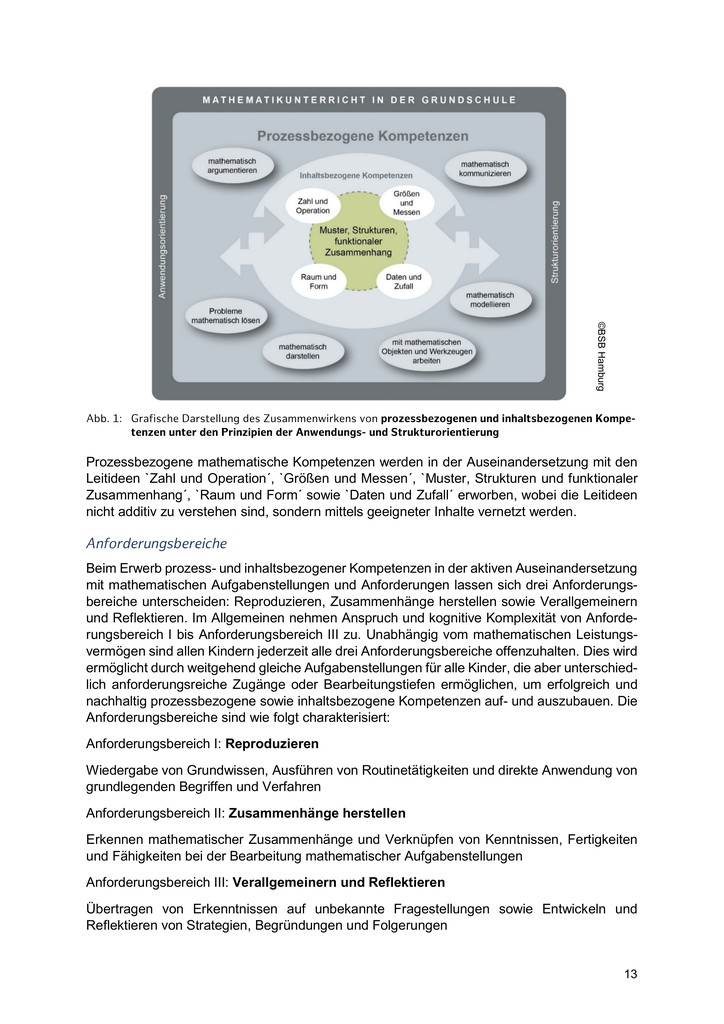 MATHEMATIKUNTERRICHT IN DER GRUNDSCHULE
Prozessbezogene Kompetenzen
mathematisch
argumentieren
mathematisch
kommunizieren
Inhaltsbezogene Kompetenzen
Zahl und
Operation
Größen
und
Messen
Muster, Strukturen,
funktionaler
Zusammenhang
Raum und
Form
Daten und
Zufall
Anwendungsorientierung
Strukturorientierung
Probleme
mathematisch lösen
mathematisch
modellieren
mathematisch
darstellen
mit mathematischen
Objekten und Werkzeugen
arbeiten
©BSB Hamburg
Abb. 1: Grafische Darstellung des Zusammenwirkens von prozessbezogenen und inhaltsbezogenen Kompe-
tenzen unter den Prinzipien der Anwendungs- und Strukturorientierung
Prozessbezogene mathematische Kompetenzen werden in der Auseinandersetzung mit den
Leitideen `Zahl und Operation´, `Größen und Messen´, `Muster, Strukturen und funktionaler
Zusammenhang´, `Raum und Form´ sowie `Daten und Zufall´ erworben, wobei die Leitideen
nicht additiv zu verstehen sind, sondern mittels geeigneter Inhalte vernetzt werden.
Anforderungsbereiche
Beim Erwerb prozess- und inhaltsbezogener Kompetenzen in der aktiven Auseinandersetzung
mit mathematischen Aufgabenstellungen und Anforderungen lassen sich drei Anforderungs-
bereiche unterscheiden: Reproduzieren, Zusammenhänge herstellen sowie Verallgemeinern
und Reflektieren. Im Allgemeinen nehmen Anspruch und kognitive Komplexität von Anforde-
rungsbereich I bis Anforderungsbereich III zu. Unabhängig vom mathematischen Leistungs-
vermögen sind allen Kindern jederzeit alle drei Anforderungsbereiche offenzuhalten. Dies wird
ermöglicht durch weitgehend gleiche Aufgabenstellungen für alle Kinder, die aber unterschied-
lich anforderungsreiche Zugänge oder Bearbeitungstiefen ermöglichen, um erfolgreich und
nachhaltig prozessbezogene sowie inhaltsbezogene Kompetenzen auf- und auszubauen. Die
Anforderungsbereiche sind wie folgt charakterisiert:
Anforderungsbereich I: Reproduzieren
Wiedergabe von Grundwissen, Ausführen von Routinetätigkeiten und direkte Anwendung von
grundlegenden Begriffen und Verfahren
Anforderungsbereich II: Zusammenhänge herstellen
Erkennen mathematischer Zusammenhänge und Verknüpfen von Kenntnissen, Fertigkeiten
und Fähigkeiten bei der Bearbeitung mathematischer Aufgabenstellungen
Anforderungsbereich III: Verallgemeinern und Reflektieren
Übertragen von Erkenntnissen auf unbekannte Fragestellungen sowie Entwickeln und
Reflektieren von Strategien, Begründungen und Folgerungen
13